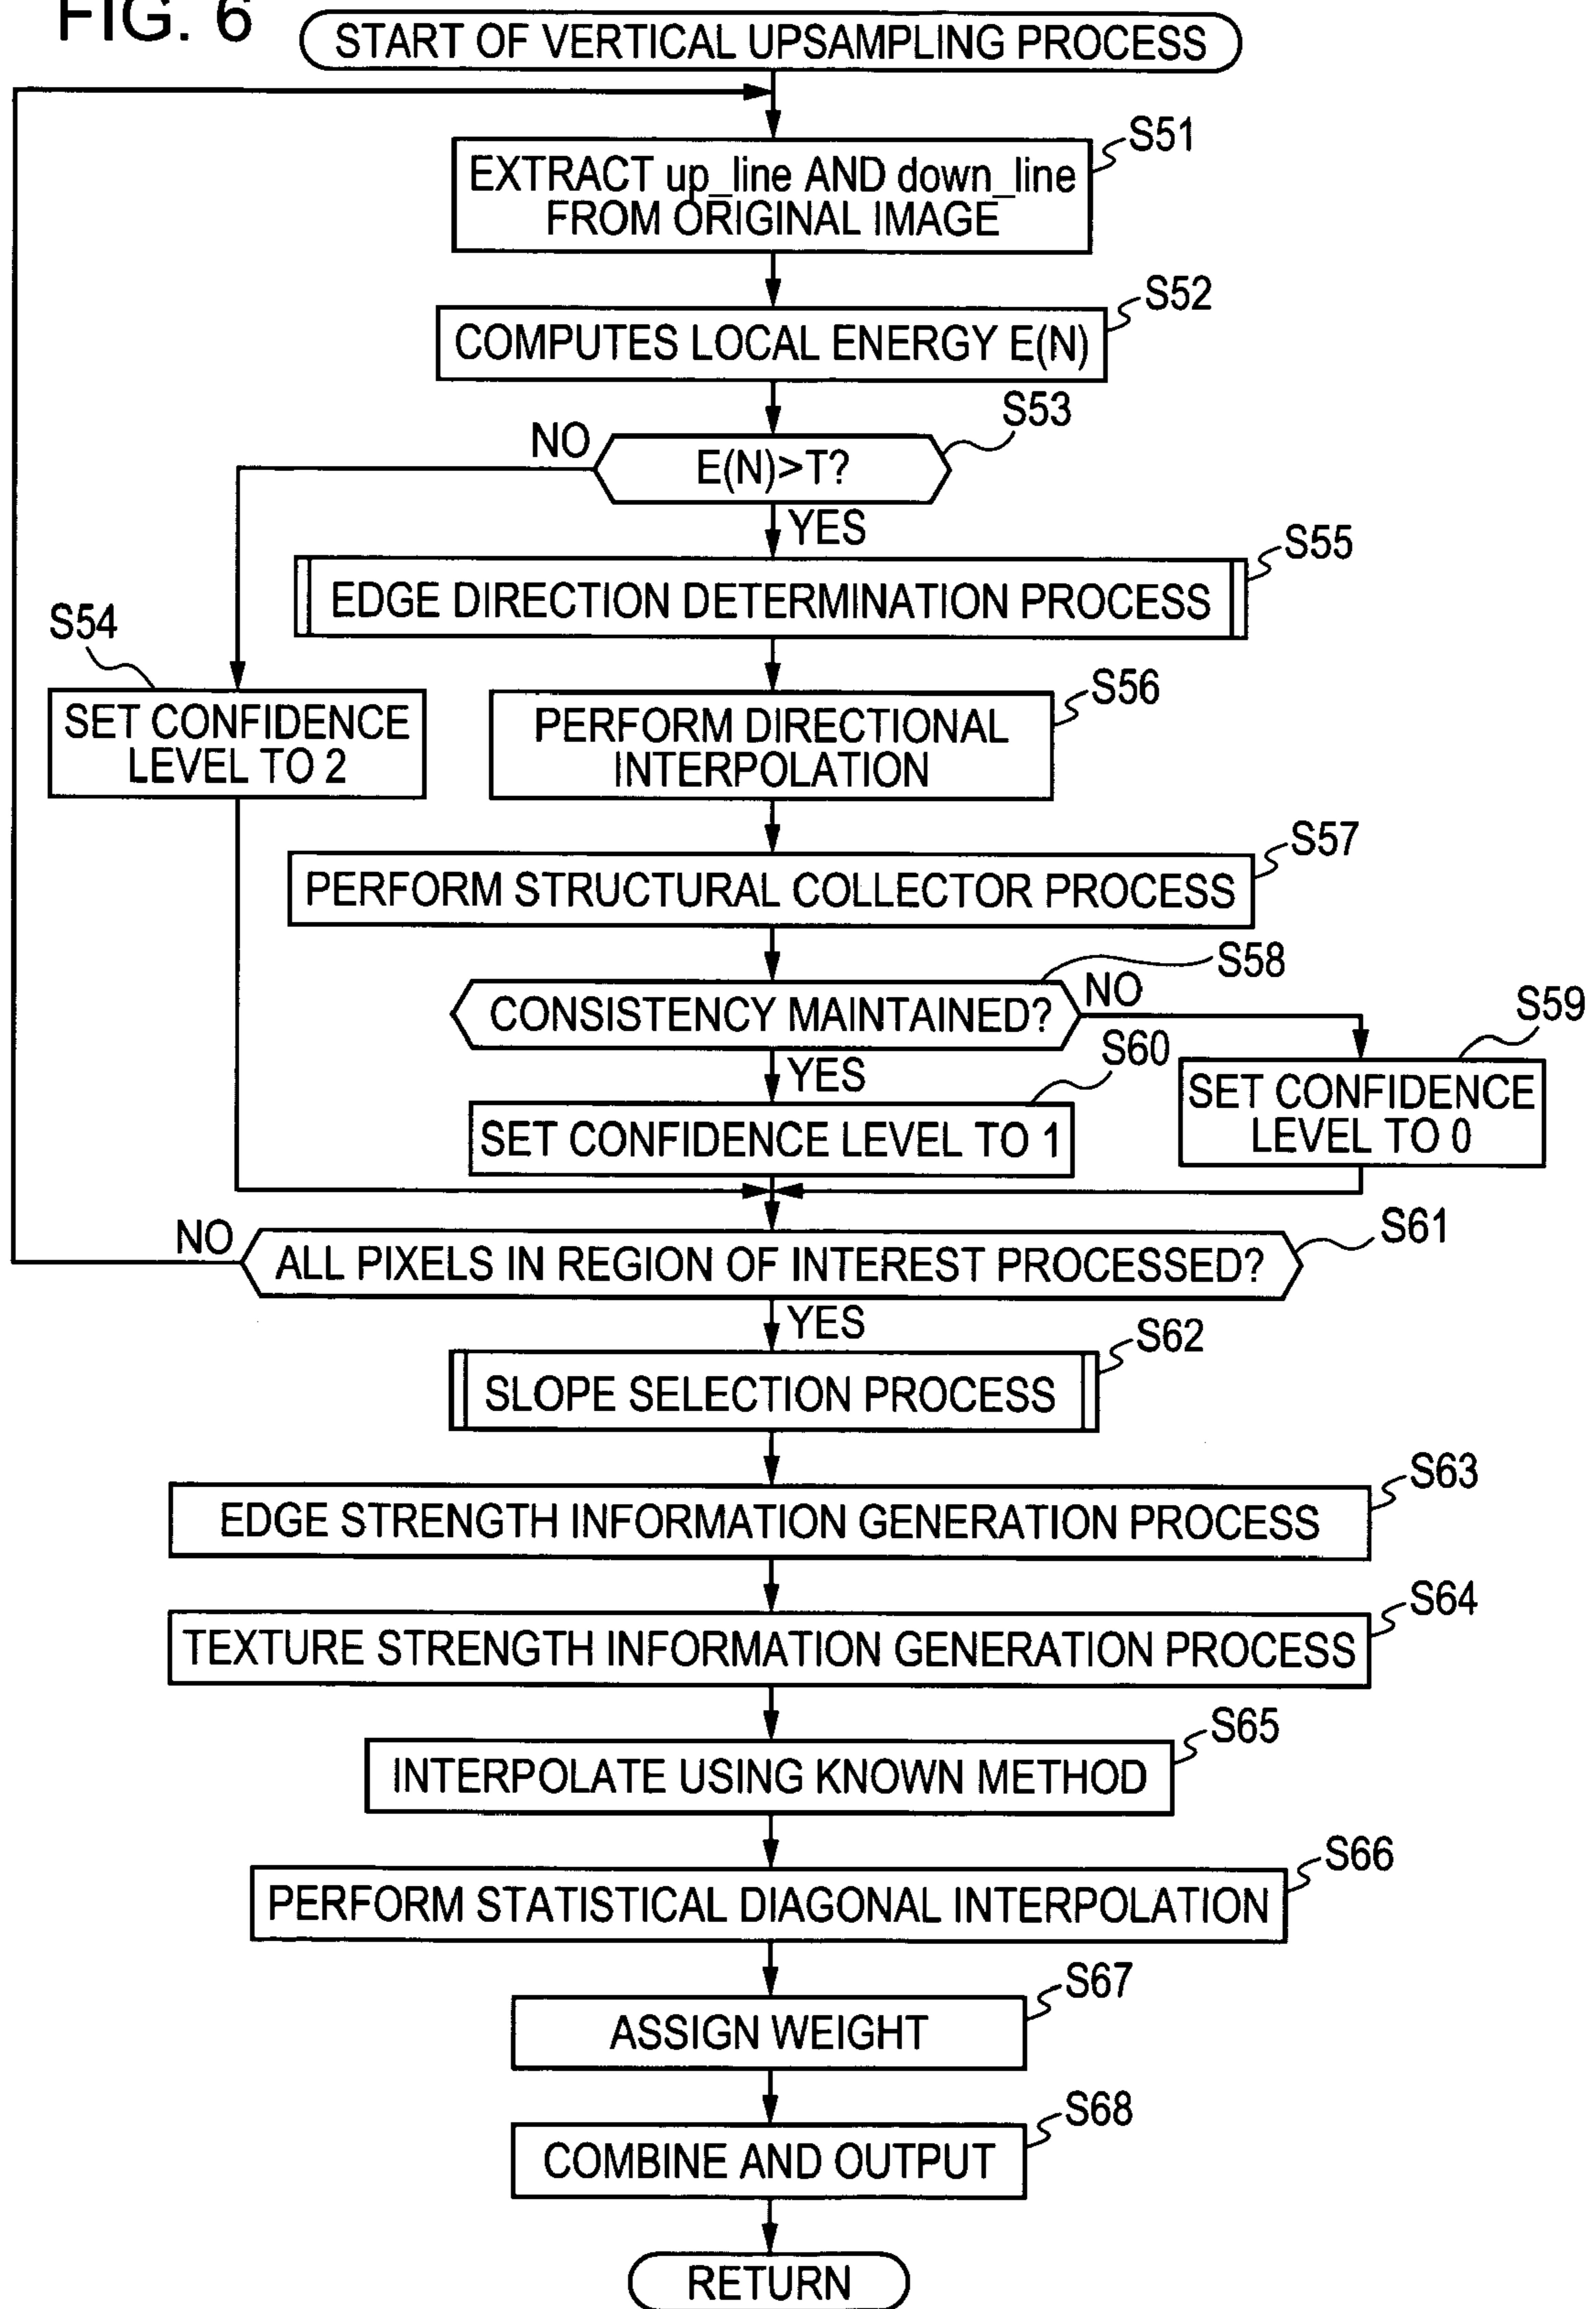 FIG. 6
START OF VERTICAL UPSAMPLING PROCESS
S51
EXTRACT up_line AND down_line
FROM ORIGINAL IMAGE
S52
COMPUTES LOCAL ENERGY E(N)
S53
NO
E(N)>T?
YES
S55
EDGE DIRECTION DETERMINATION PROCESS
S54
SET CONFIDENCE
LEVEL TO 2
S56
PERFORM DIRECTIONAL
INTERPOLATION
S57
PERFORM STRUCTURAL COLLECTOR PROCESS
S58
CONSISTENCY MAINTAINED?
NO
S59
SET CONFIDENCE
LEVEL TO 0
YES
S60
SET CONFIDENCE LEVEL TO 1
S61
NO
ALL PIXELS IN REGION OF INTEREST PROCESSED?
YES
S62
SLOPE SELECTION PROCESS
S63
EDGE STRENGTH INFORMATION GENERATION PROCESS
S64
TEXTURE STRENGTH INFORMATION GENERATION PROCESS
S65
INTERPOLATE USING KNOWN METHOD
S66
PERFORM STATISTICAL DIAGONAL INTERPOLATION
S67
ASSIGN WEIGHT
S68
COMBINE AND OUTPUT
RETURN